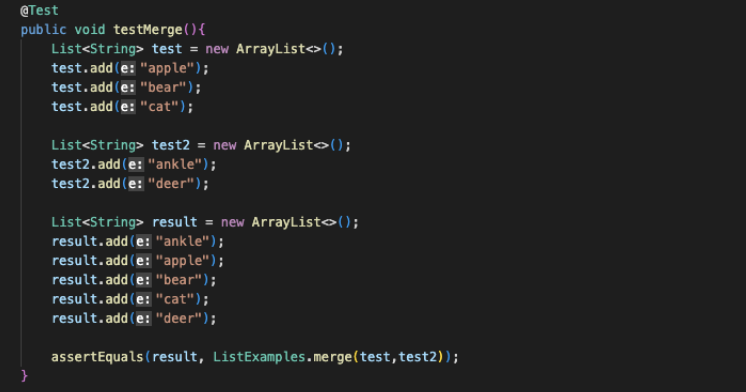 @Test
public void testMerge(){
    List<String> test = new ArrayList<>();
    test.add(e: "apple");
    test.add(e: "bear");
    test.add(e: "cat");

    List<String> test2 = new ArrayList<>();
    test2.add(e: "ankle");
    test2.add(e: "deer");

    List<String> result = new ArrayList<>();
    result.add(e: "ankle");
    result.add(e: "apple");
    result.add(e: "bear");
    result.add(e: "cat");
    result.add(e: "deer");

    assertEquals(result, ListExamples.merge(test,test2));
}